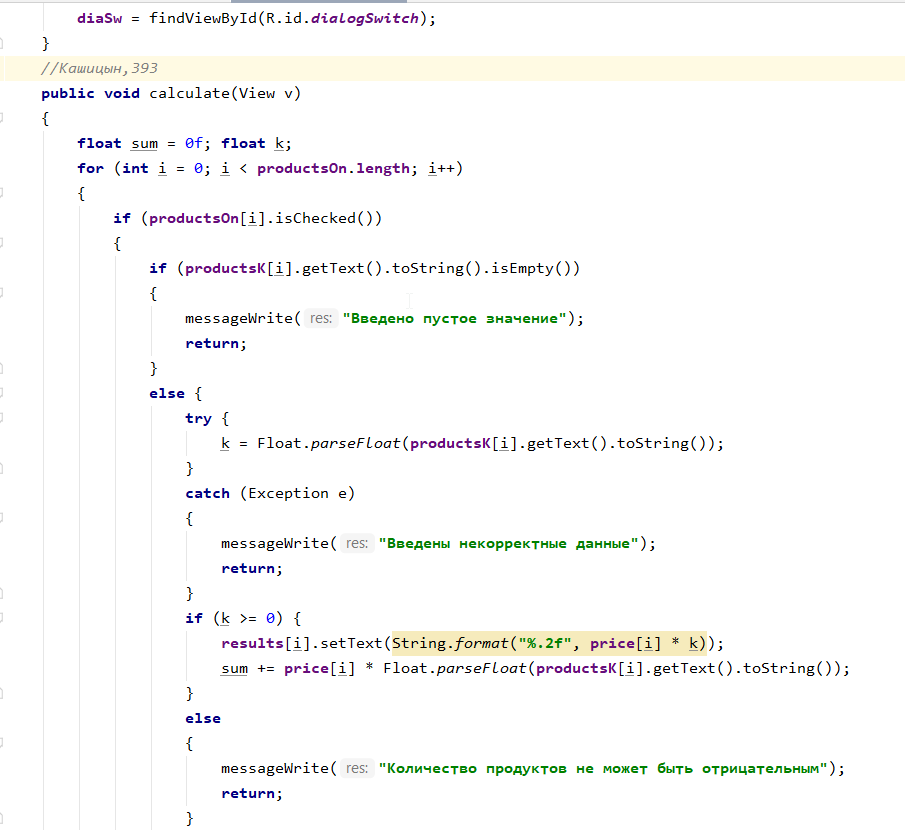 diaSw = findViewById(R.id.dialogSwitch);
}
//Кашицын,393
public void calculate(View v)
{
float sum = 0f; float k;
for (int i = 0; i < productsOn.length; i++)
{
if (productsOn[i].isChecked())
{
if (productsK[i].getText().toString().isEmpty())
{
messageWrite( res: "Введено пустое значение");
return;
}
else {
try {
k = Float.parseFloat(productsK[i].getText().toString());
}
catch (Exception e)
{
messageWrite( res: "Введены некорректные данные");
return;
}
if (k >= 0) {
results[i].setText(String.format("%.2f", price[i] * k));
sum += price[i] * Float.parseFloat(productsK[i].getText().toString());
}
else
{
messageWrite( res: "Количество продуктов не может быть отрицательным");
return;
}